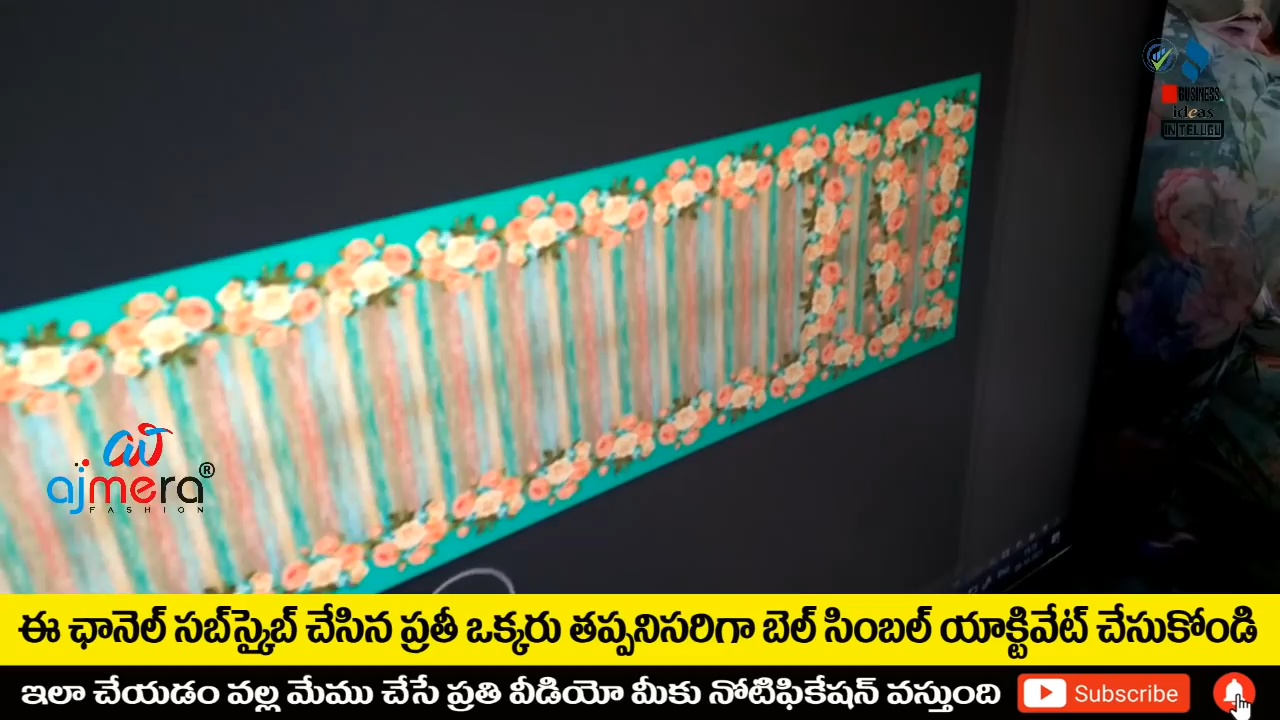 BUSINESS
ideas
IN TELUGU
ajmera®
FASHION
ఈ ఛానెల్ సబ్‌స్క్రైబ్ చేసిన ప్రతీ ఒక్కరు తప్పనిసరిగా బెల్ సింబల్ యాక్టివేట్ చేసుకోండి
ఇలా చేయడం వల్ల మేము చేసే ప్రతి వీడియో మీకు నోటిఫికేషన్ వస్తుంది
Subscribe